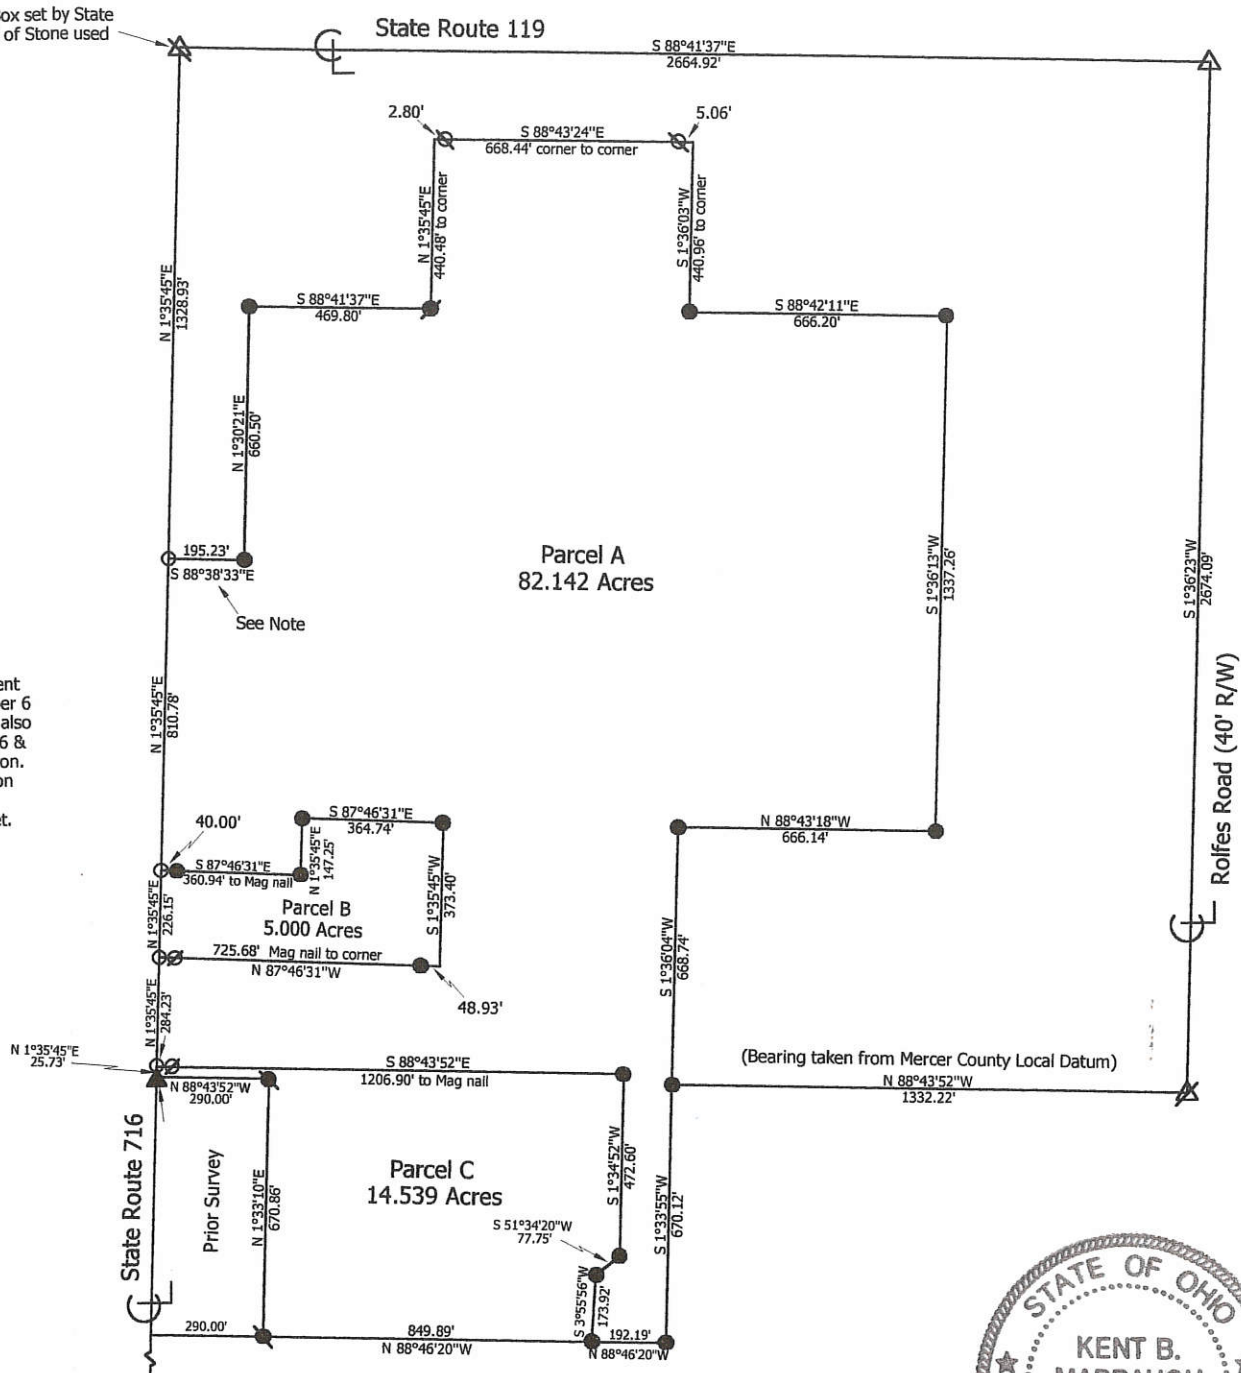 ox set by State
of Stone used
State Route 119
S 88°41'37"E
2664.92'
2.80'
S 88°43'24"E
668.44' corner to corner
5.06'
N 1°35'45"E
440.48' to corner
S 1°36'03"W
440.96' to corner
N 1°35'45"E
1328.93'
S 88°41'37"E
469.80'
S 88°42'11"E
666.20'
N 1°30'21"E
660.50'
195.23'
S 88°38'33"E
See Note
Parcel A
82.142 Acres
S 1°36'13"W
1337.26'
S 1°36'23"W
2674.09'
Rolfes Road (40' R/W)
ent
er 6
also
6 &
on.
on
t.
N 1°35'45"E
810.78'
40.00'
S 87°46'31"E
364.74'
N 1°35'45"E
147.25'
S 87°46'31"E
360.94' to Mag nail
S 1°35'45"W
373.40'
N 88°43'18"W
666.14'
N 1°35'45"E
226.15'
Parcel B
5.000 Acres
725.68' Mag nail to corner
N 87°46'31"W
48.93'
S 1°36'04"W
668.74'
N 1°35'45"E
284.23'
N 1°35'45"E
25.73'
S 88°43'52"E
1206.90' to Mag nail
N 88°43'52"W
290.00'
(Bearing taken from Mercer County Local Datum)
N 88°43'52"W
1332.22'
State Route 716
Prior Survey
N 1°33'10"E
670.86'
Parcel C
14.539 Acres
S 1°34'52"W
472.60'
S 51°34'20"W
77.75'
S 3°55'56"W
173.92'
S 1°33'55"W
670.12'
290.00'
849.89'
N 88°46'20"W
192.19'
N 88°46'20"W
STATE OF OHIO
KENT B.